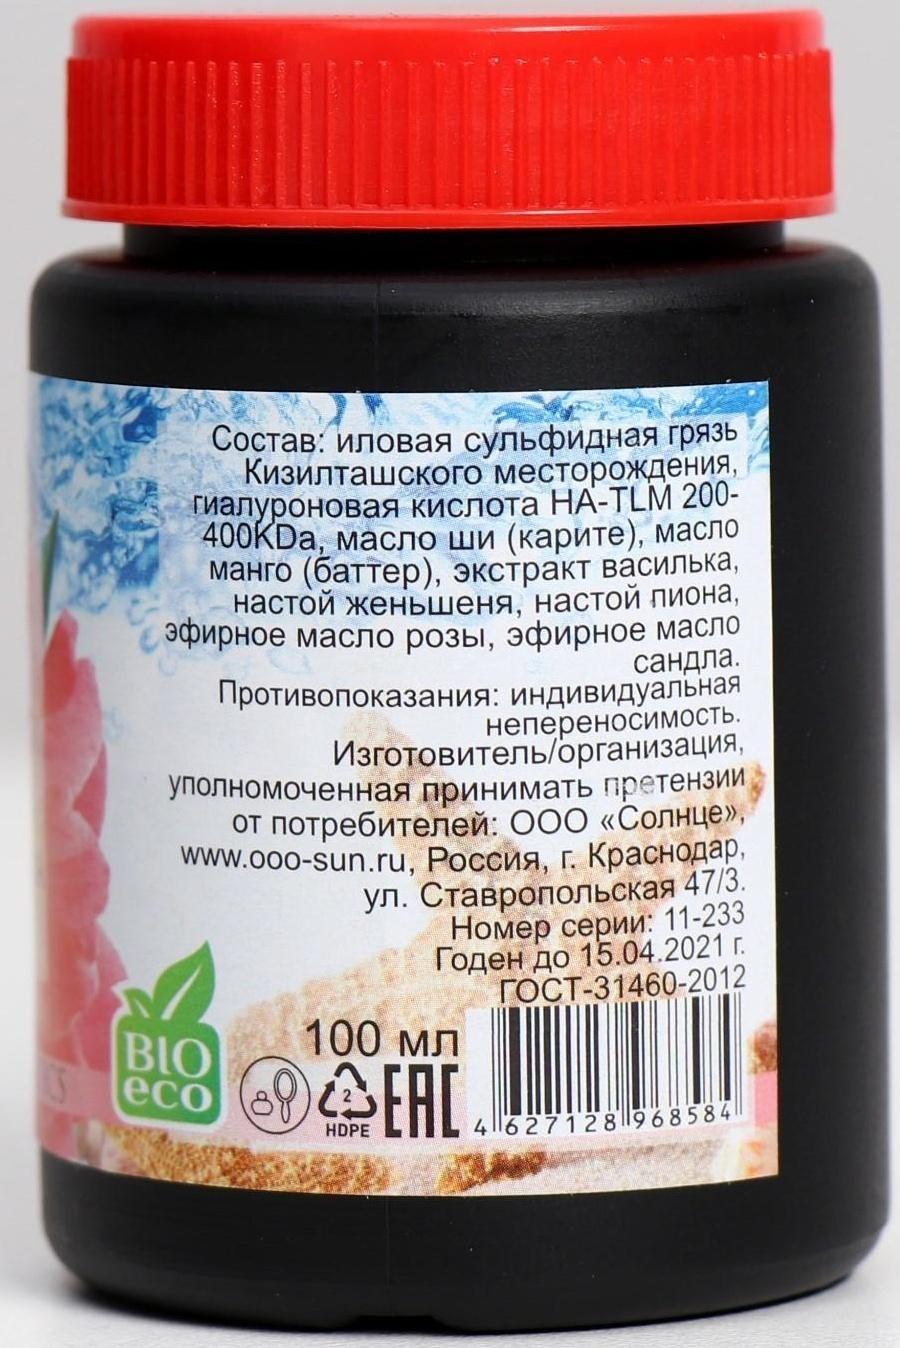 Состав: иловая сульфидная грязь
Кизилташского месторождения,
гиалуроновая кислота HA-TLM 200-
400KDa, масло ши (карите), масло
манго (баттер), экстракт василька,
настой женьшеня, настой пиона,
эфирное масло розы, эфирное масло
сандла.
Противопоказания: индивидуальная
непереносимость.
Изготовитель/организация,
уполномоченная принимать претензии
от потребителей: ООО «Солнце»,
www.ooo-sun.ru, Россия, г. Краснодар,
ул. Ставропольская 47/3.
Номер серии: 11-233
Годен до 15.04.2021 г.
ГОСТ-31460-2012
100 мл
BIO
eco
2
HDPE
EAC
4 627128 968584